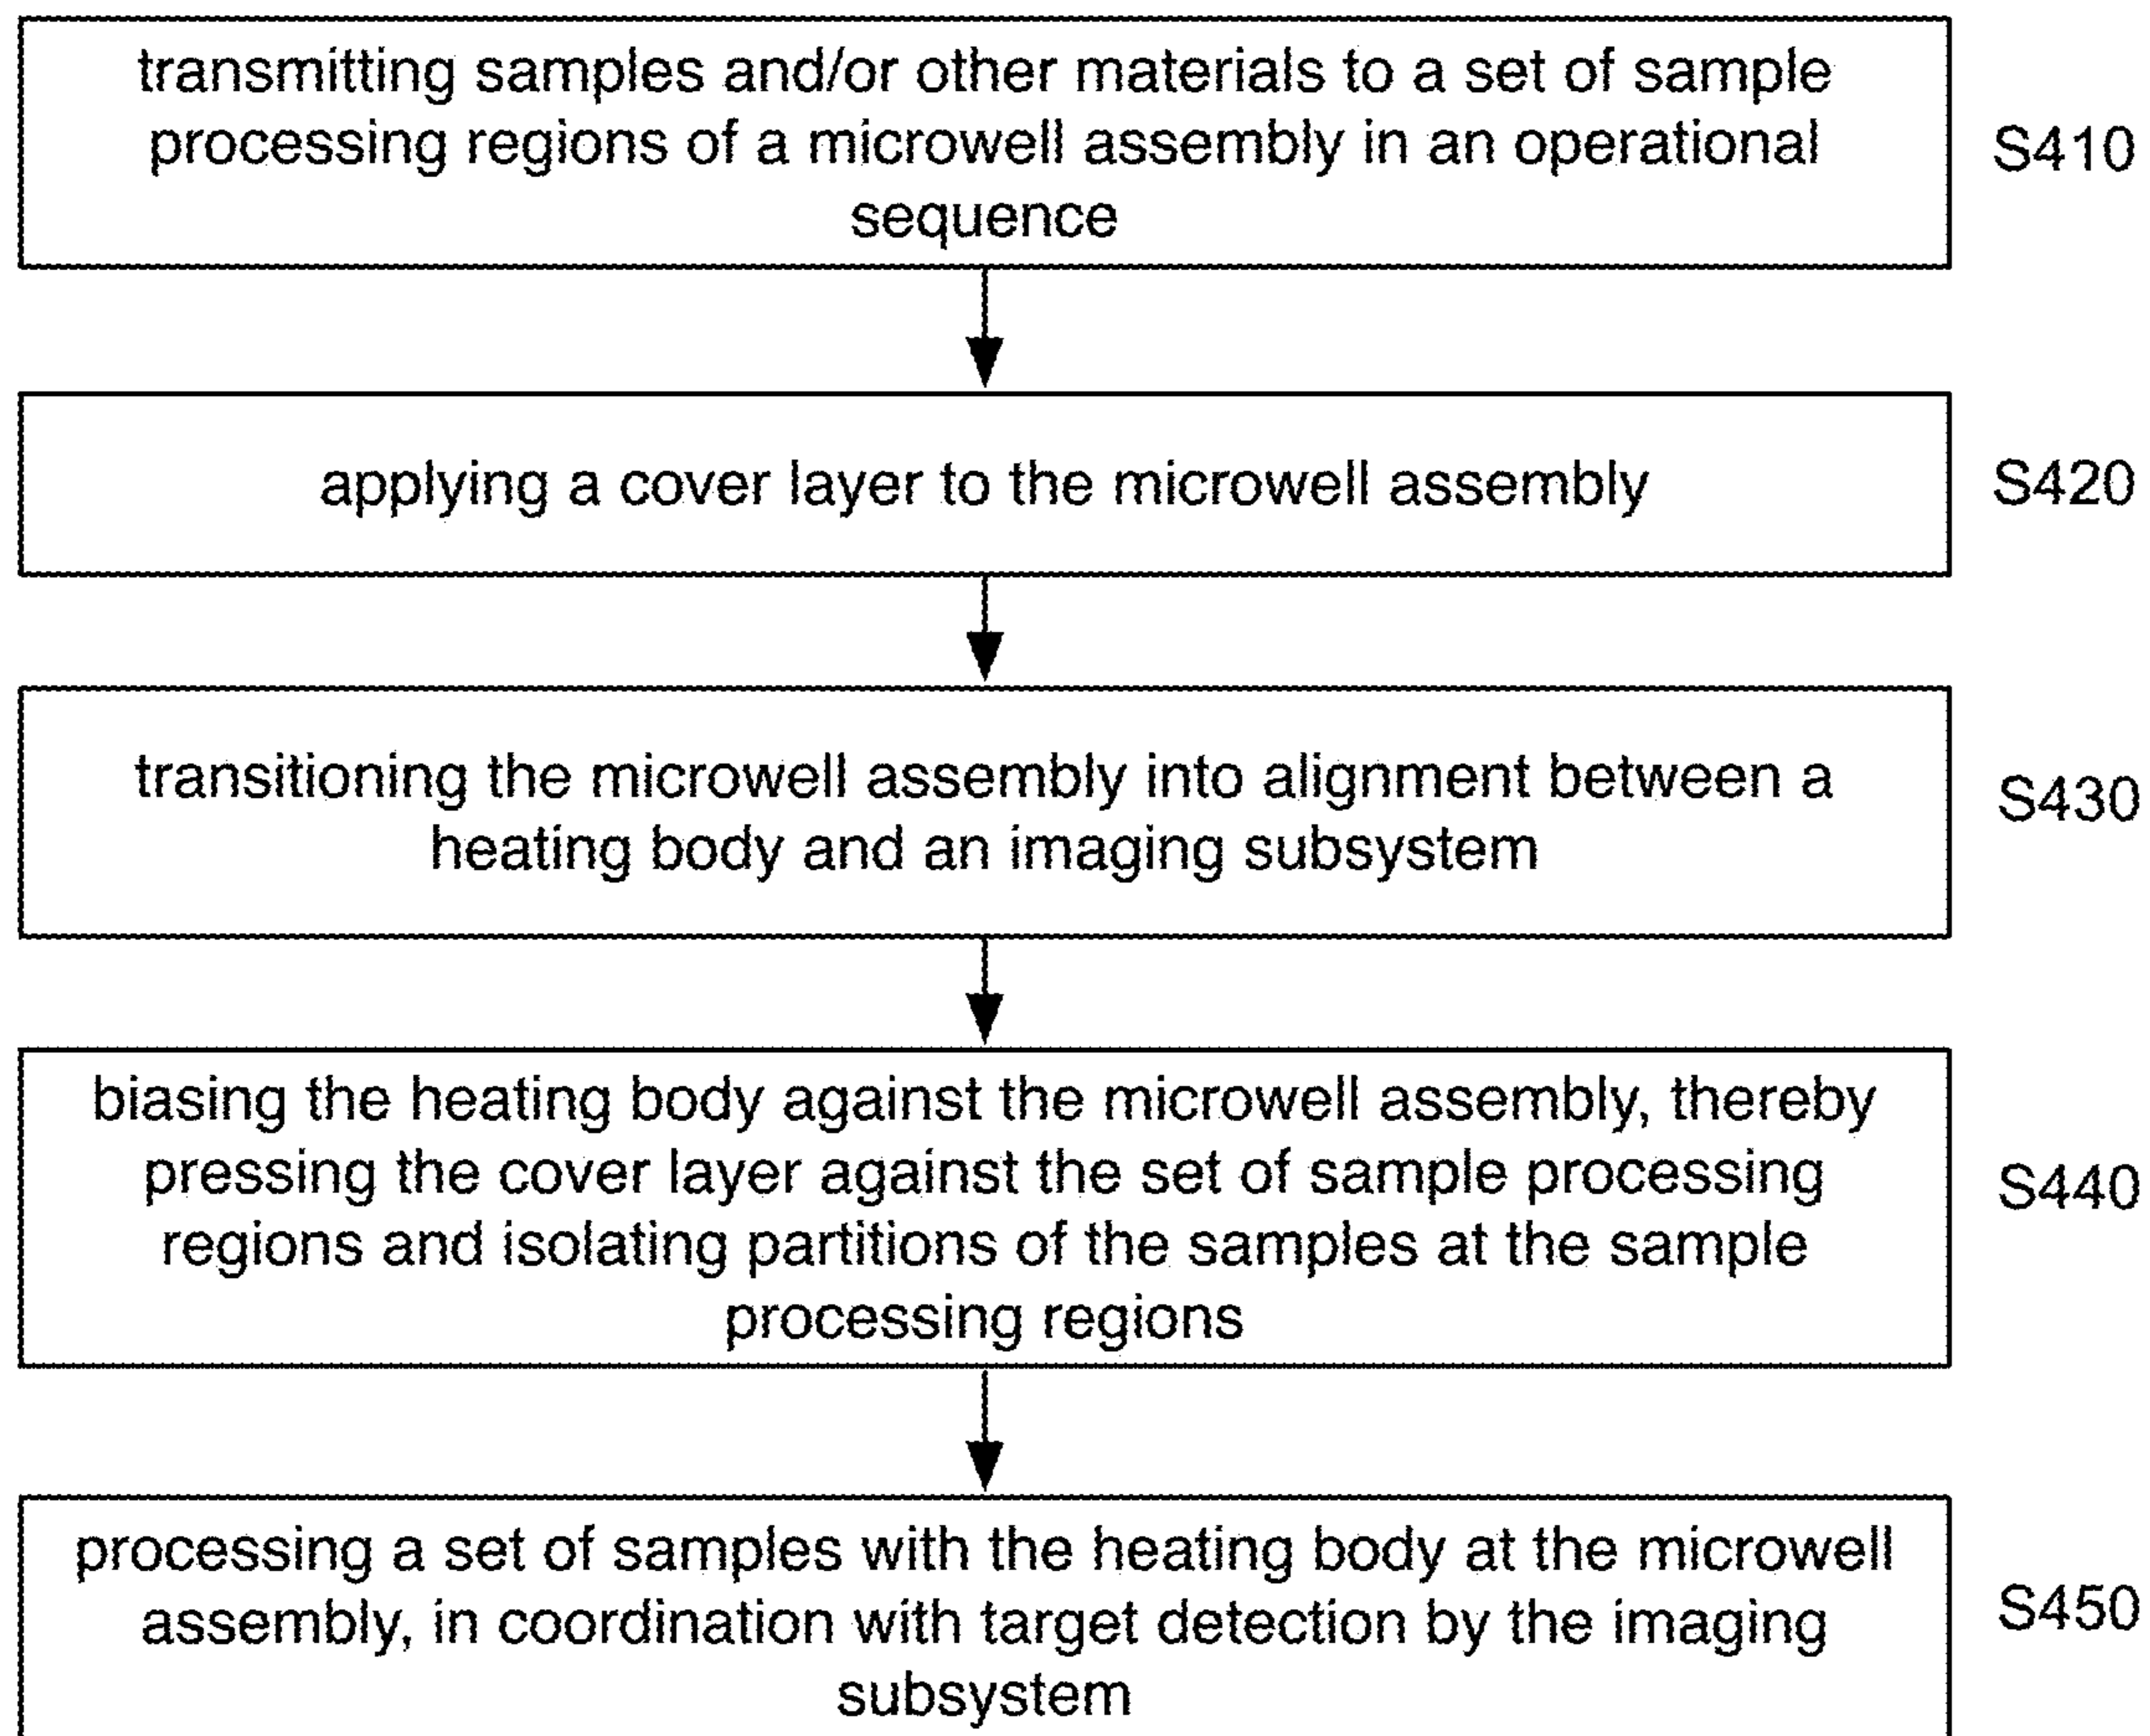 transmitting samples and/or other materials to a set of sample
processing regions of a microwell assembly in an operational
sequence
S410
applying a cover layer to the microwell assembly
S420
transitioning the microwell assembly into alignment between a
heating body and an imaging subsystem
S430
biasing the heating body against the microwell assembly, thereby
pressing the cover layer against the set of sample processing
regions and isolating partitions of the samples at the sample
processing regions
S440
processing a set of samples with the heating body at the microwell
assembly, in coordination with target detection by the imaging
subsystem
S450